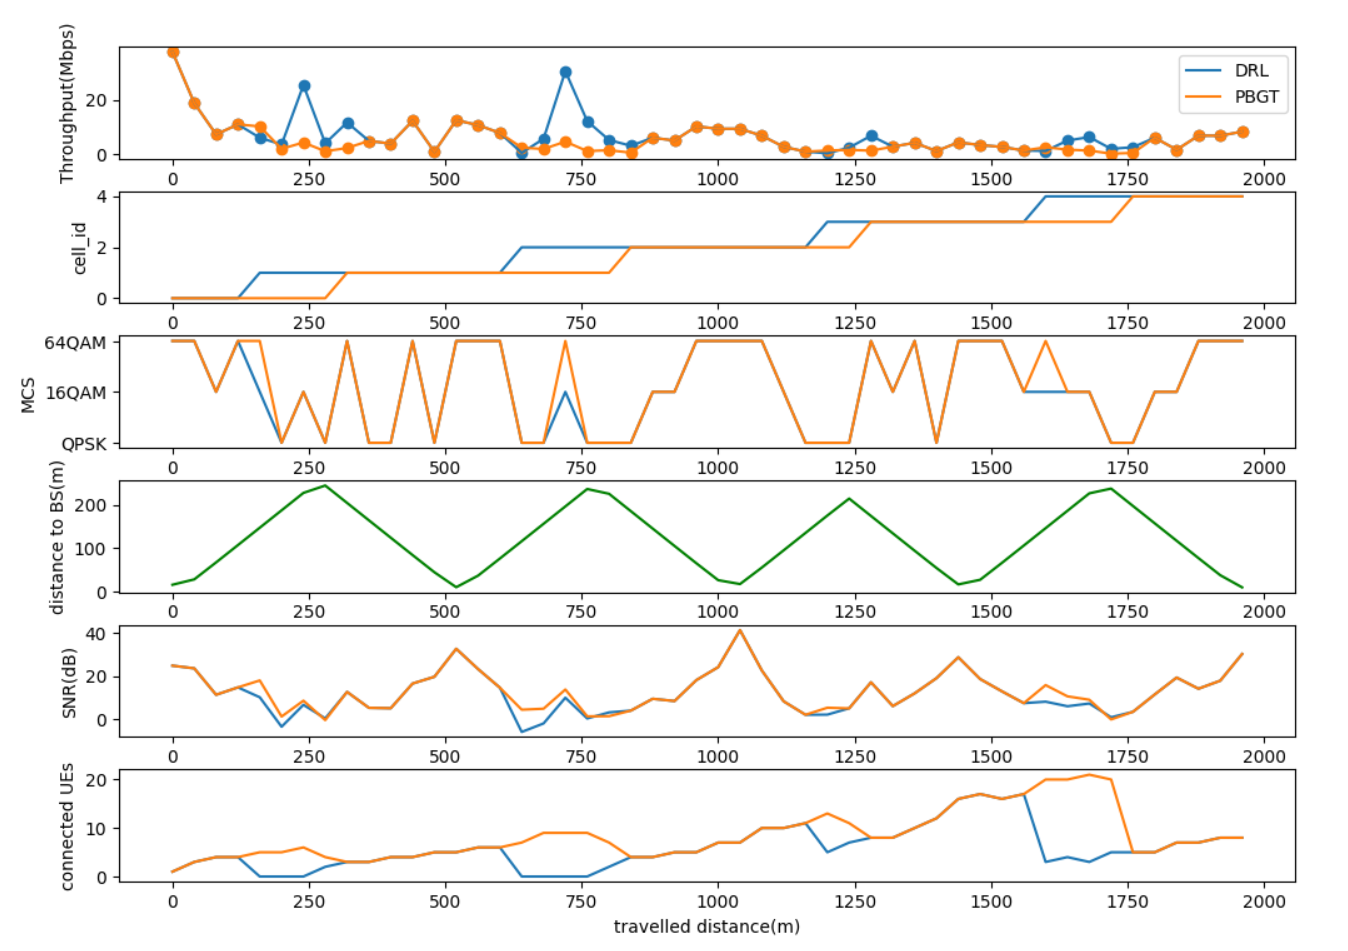 Throughput(Mbps)
20
0
DRL
PBGT
0 250 500 750 1000 1250 1500 1750 2000
cell_id
4
2
0
0 250 500 750 1000 1250 1500 1750 2000
MCS
64QAM
16QAM
QPSK
0 250 500 750 1000 1250 1500 1750 2000
distance to BS(m)
200
100
0
0 250 500 750 1000 1250 1500 1750 2000
SNR(dB)
40
20
0
0 250 500 750 1000 1250 1500 1750 2000
connected UEs
20
10
0
0 250 500 750 1000 1250 1500 1750 2000
travelled distance(m)